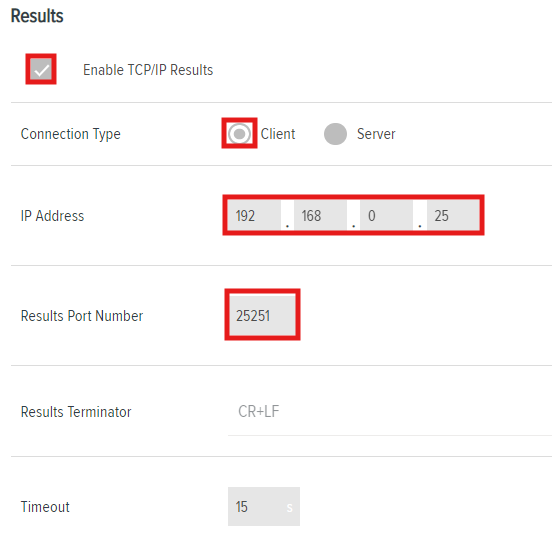 Results
Enable TCP/IP Results
Connection Type Client Server
IP Address 192 . 168 . 0 . 25
Results Port Number 25251
Results Terminator CR+LF
Timeout 15 s